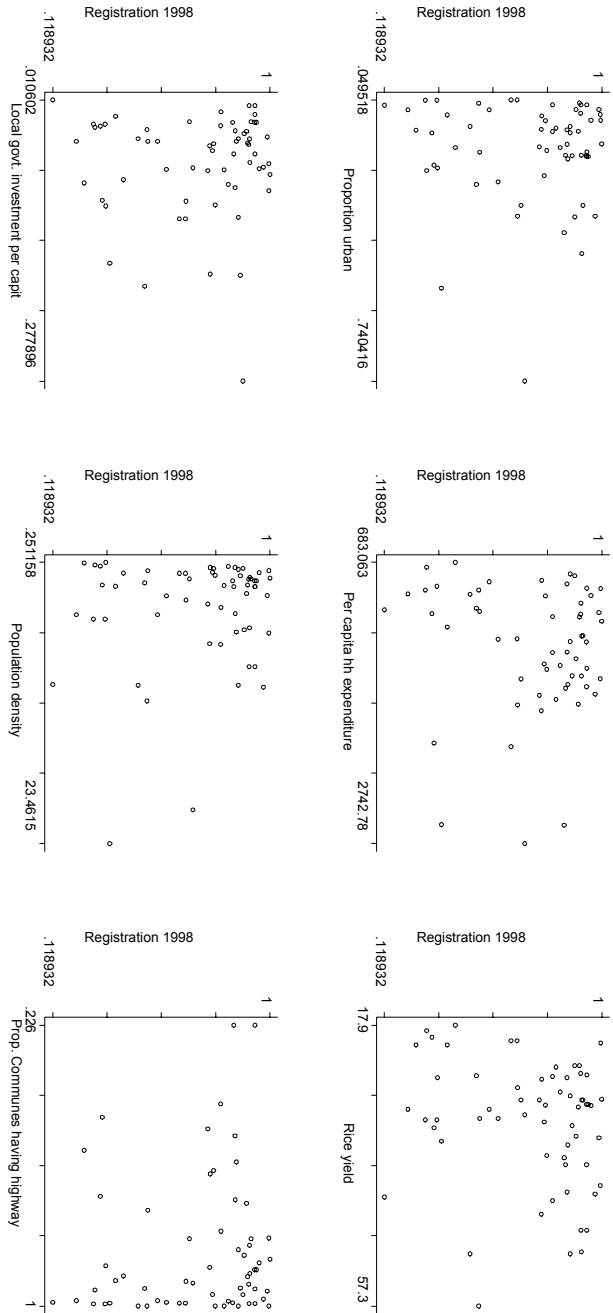 Registration 1998
1
.118932
.049518
Proportion urban
.740416
Registration 1998
1
.118932
683.063
Per capita hh expenditure
2742.78
Registration 1998
1
.118932
17.9
Rice yield
57.3
Registration 1998
1
.118932
.010602
Local govt. investment per capit
.277896
Registration 1998
1
.118932
.251158
Population density
23.4615
Registration 1998
1
.118932
.226
Prop. Communes having highway
1